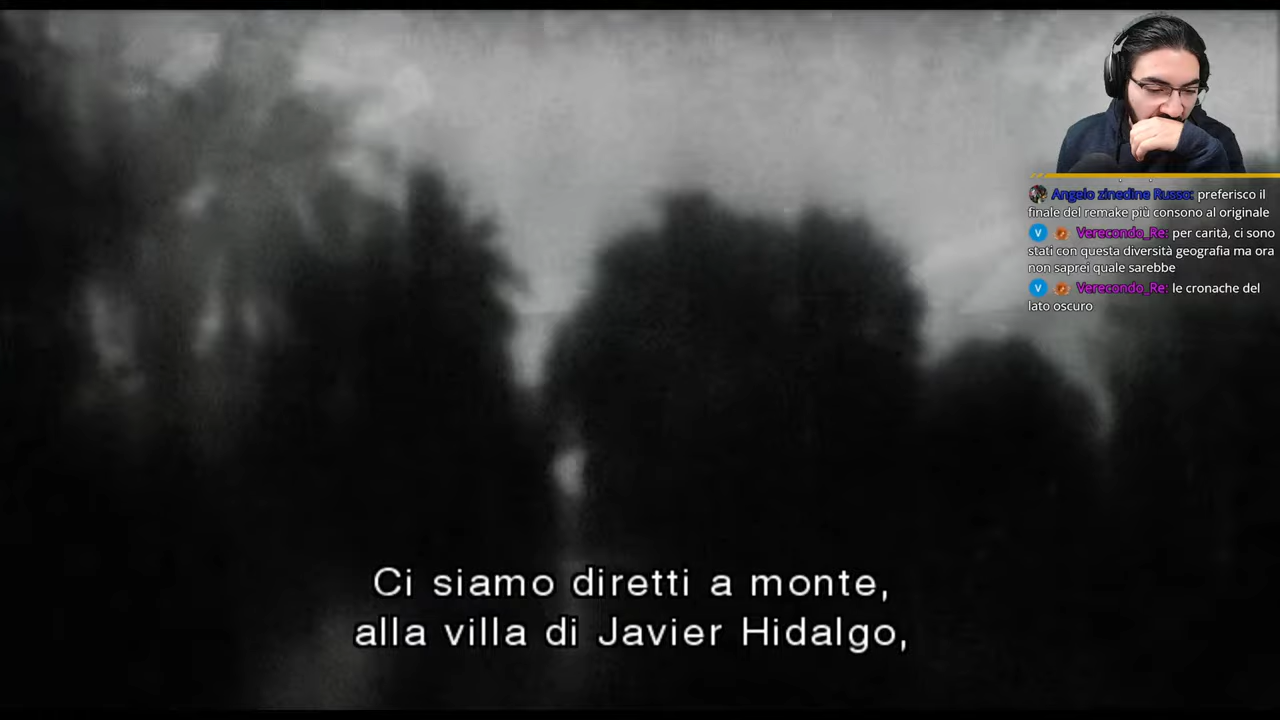 Angelo zinedine Russo: preferisco il
finale del remake più consono al originale
V Verecondo_Re: per carità, ci sono
stati con questa diversità geografia ma ora
non saprei quale sarebbe
V Verecondo_Re: le cronache del
lato oscuro
Ci siamo diretti a monte,
alla villa di Javier Hidalgo,